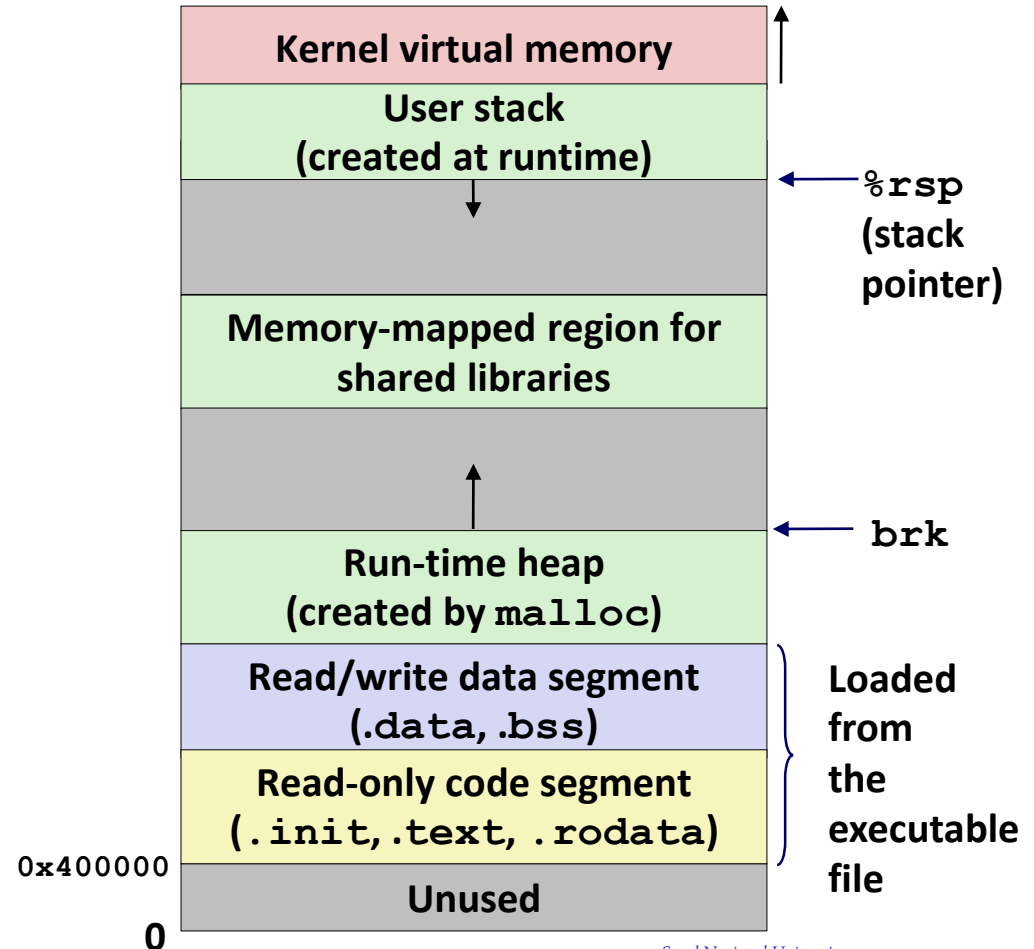 Kernel virtual memory
User stack
(created at runtime)
%rsp
(stack
pointer)
Memory-mapped region for
shared libraries
brk
Run-time heap
(created by malloc)
Read/write data segment
(.data, .bss)
Loaded
from
the
executable
file
Read-only code segment
(.init, .text, .rodata)
0x400000
Unused
0